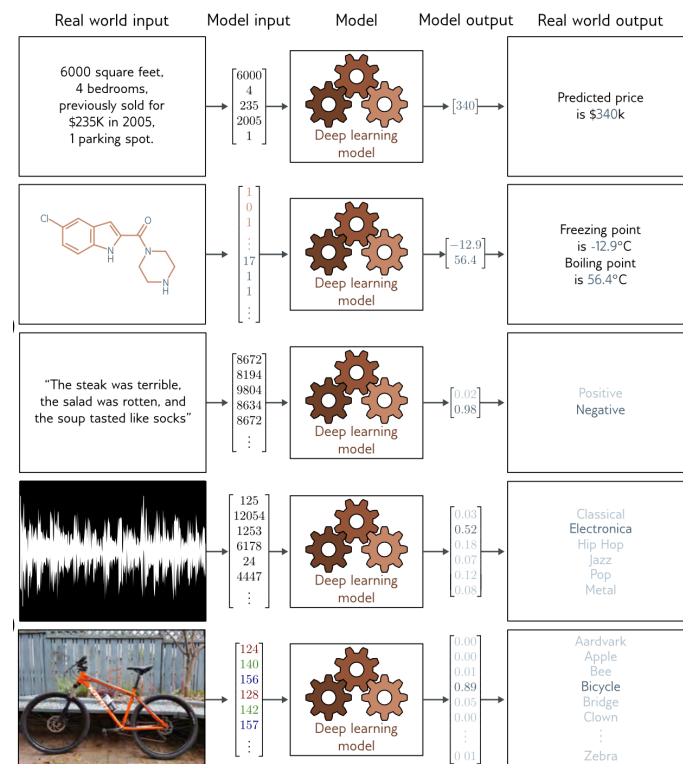 Real world input
Model input
Model
Model output
Real world output
6000 square feet,
4 bedrooms,
previously sold for
$235K in 2005,
1 parking spot.
6000
4
235
2005
1
Deep learning
model
340
Predicted price
is $340k
Cl
N
H
O
N
N
H
1
0
1
⋮
17
1
1
⋮
Deep learning
model
−12.9
56.4
Freezing point
is -12.9°C
Boiling point
is 56.4°C
“The steak was terrible,
the salad was rotten, and
the soup tasted like socks”
8672
8194
9804
8634
8672
⋮
Deep learning
model
0.02
0.98
Positive
Negative
125
12054
1253
6178
24
4447
⋮
Deep learning
model
0.03
0.52
0.18
0.07
0.12
0.08
Classical
Electronica
Hip Hop
Jazz
Pop
Metal
124
140
156
128
142
157
⋮
Deep learning
model
0.00
0.00
0.01
0.89
0.05
0.00
⋮
0.01
Aardvark
Apple
Bee
Bicycle
Bridge
Clown
⋮
Zebra